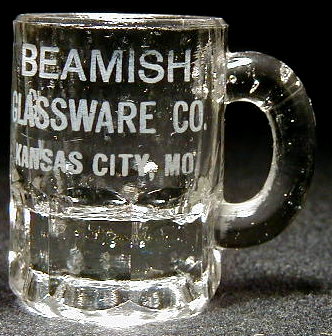 BEAMISH
GLASSWARE CO.
KANSAS CITY, MO.